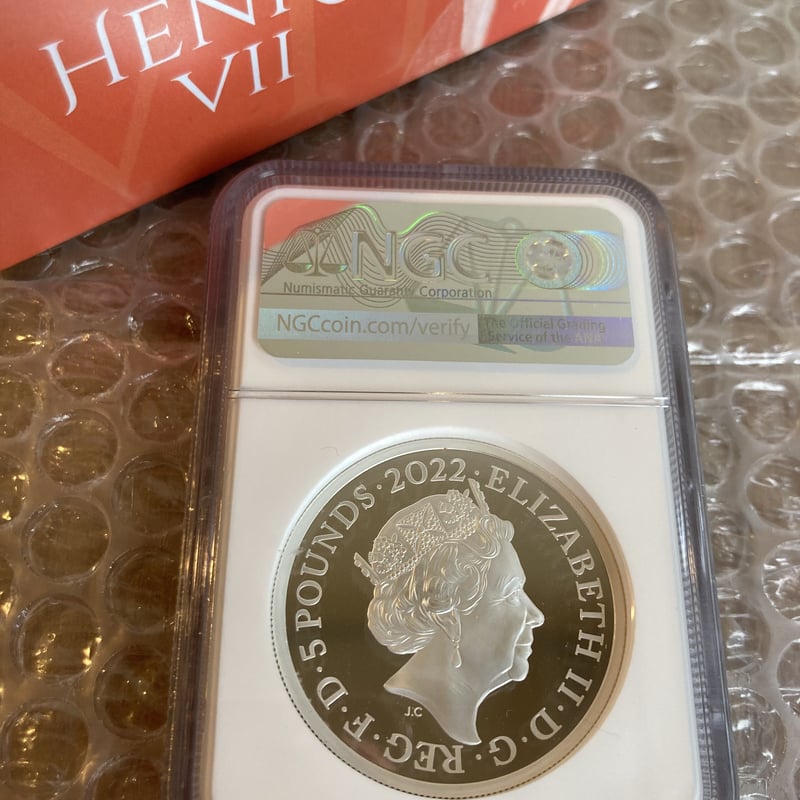 HENR
VII
NGC
Numismatic Guaranty Corporation
NGCcoin.com/verify
The Official Grading
Service of the ANA
ELIZABETH II · D · G · REG · F · D · 5 POUNDS · 2022 ·
J.C